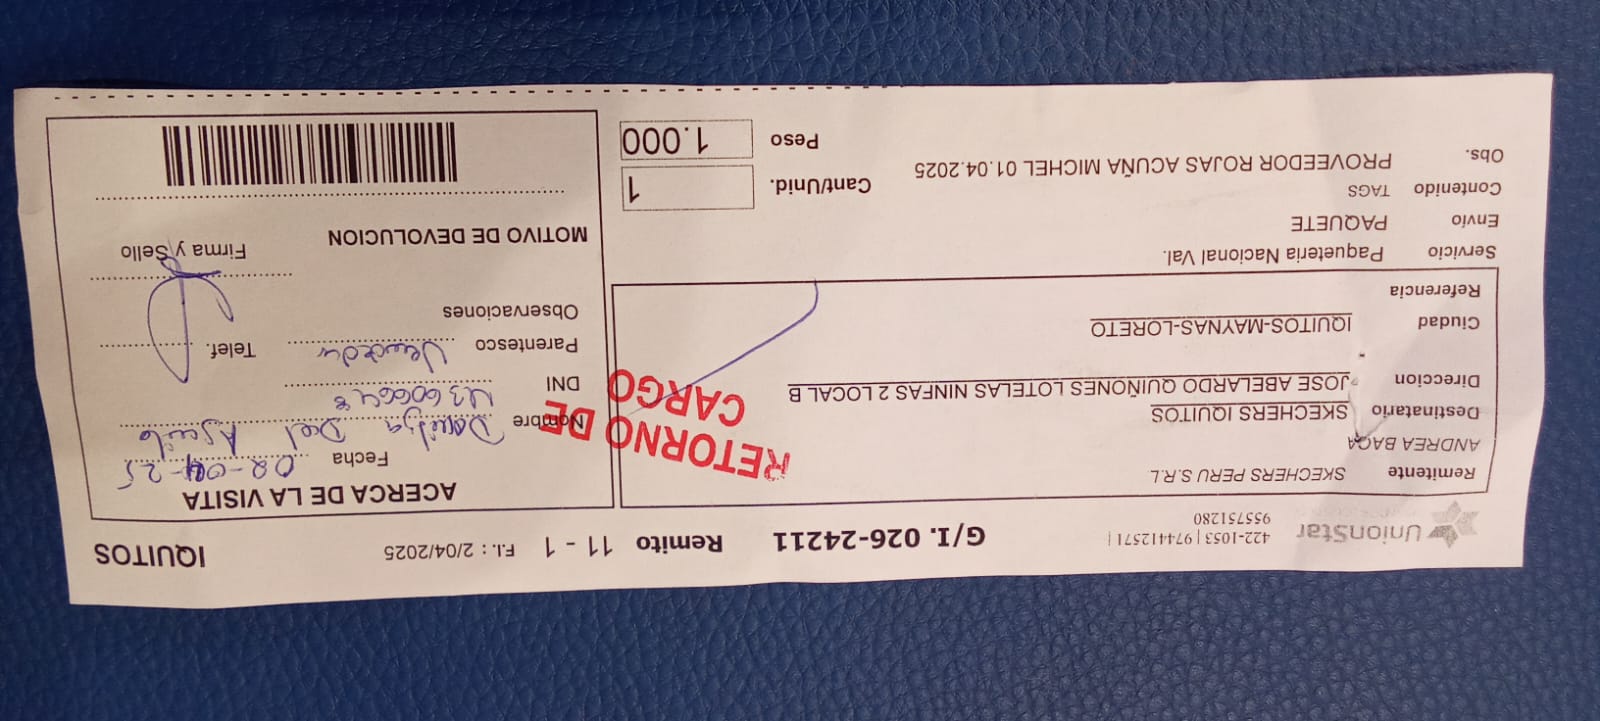 UnionStar
422-1053 | 974412571 |
955751280
G/I. 026-24211
Remito 11 - 1
F.I.: 2/04/2025
IQUITOS
Remitente SKECHERS PERU S.R.L
ANDREA BACA
Destinatario SKECHERS IQUITOS
Direccion JOSE ABELARDO QUIÑONES LOTELAS NINFAS 2 LOCAL B
Ciudad IQUITOS-MAYNAS-LORETO
Referencia
RETORNO DE
CARGO
Servicio Paqueteria Nacional Val.
Envio PAQUETE
Contenido TAGS
Obs. PROVEEDOR ROJAS ACUÑA MICHEL 01.04.2025
Cant/Unid. 1
Peso 1.000
ACERCA DE LA VISITA
Fecha 02-04-25
Nombre Del
DNI
Parentesco Vendedor
Telef.
Observaciones
Firma y Sello
MOTIVO DE DEVOLUCION